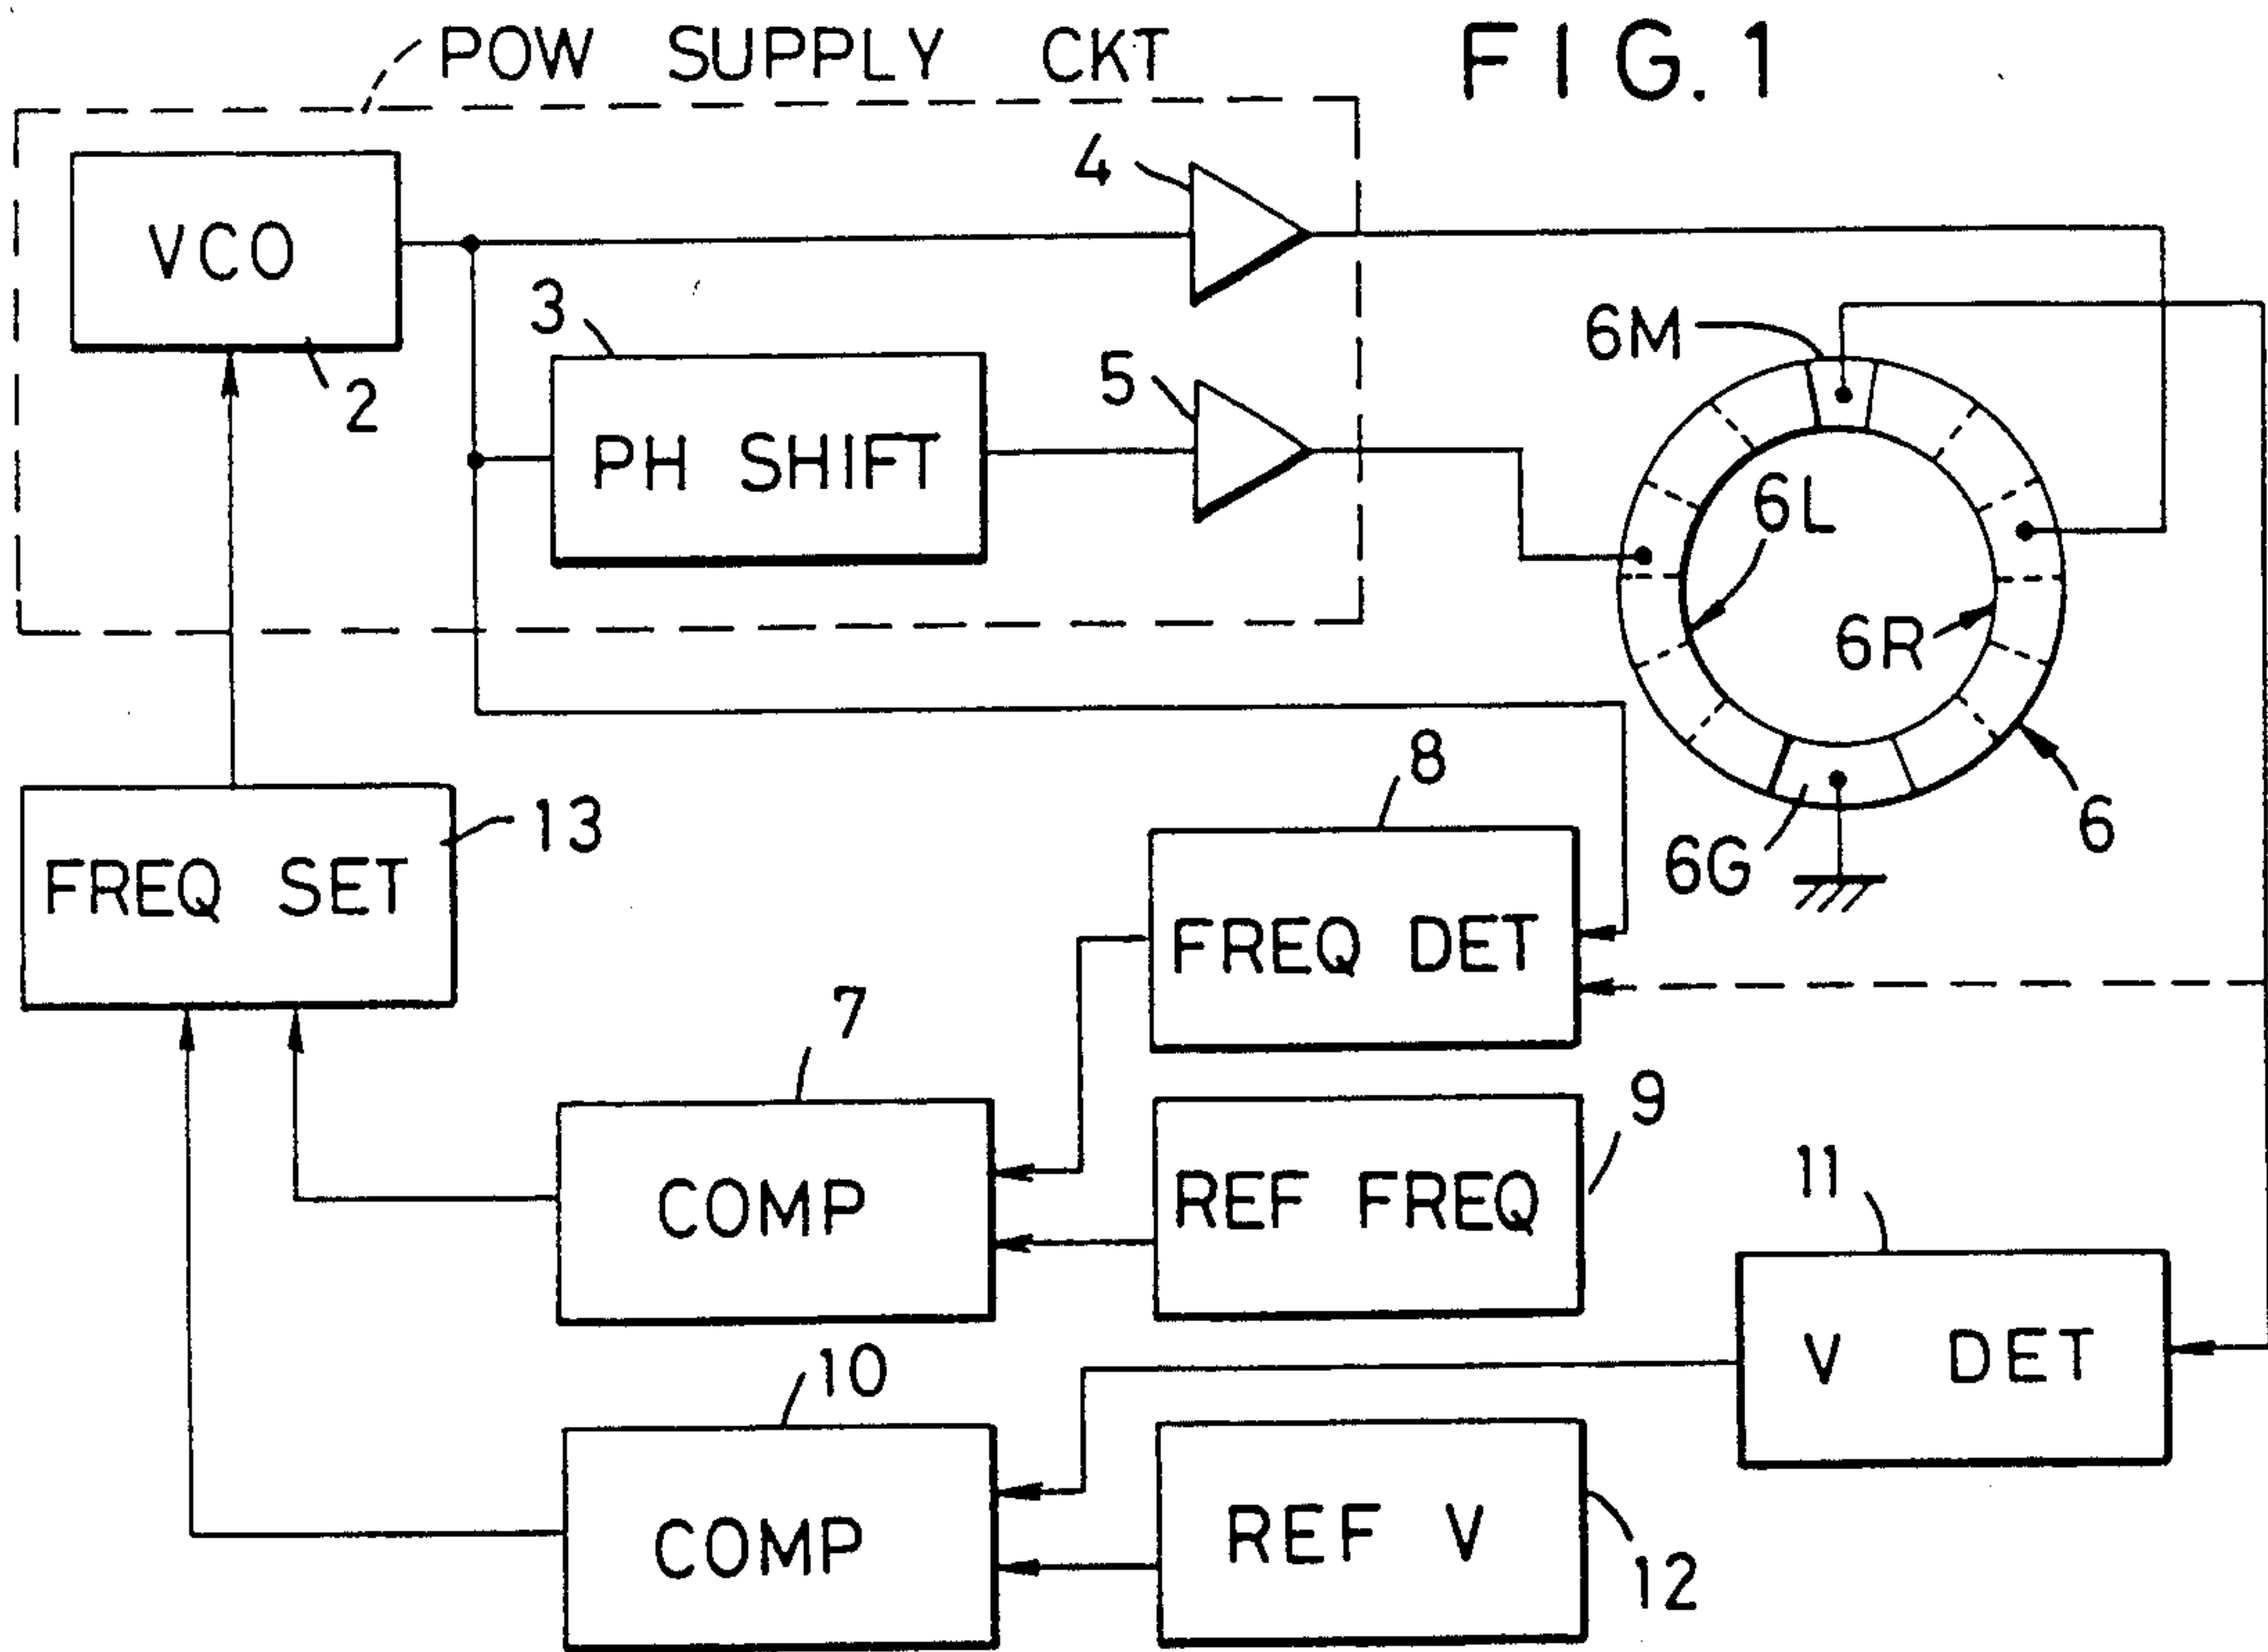 POW SUPPLY CKT
FIG. 1
4
VCO
3
6M
2
5
PH SHIFT
6L
6R
8
13
6
6G
FREQ SET
FREQ DET
7
9
COMP
REF FREQ
11
V DET
10
COMP
REF V
12